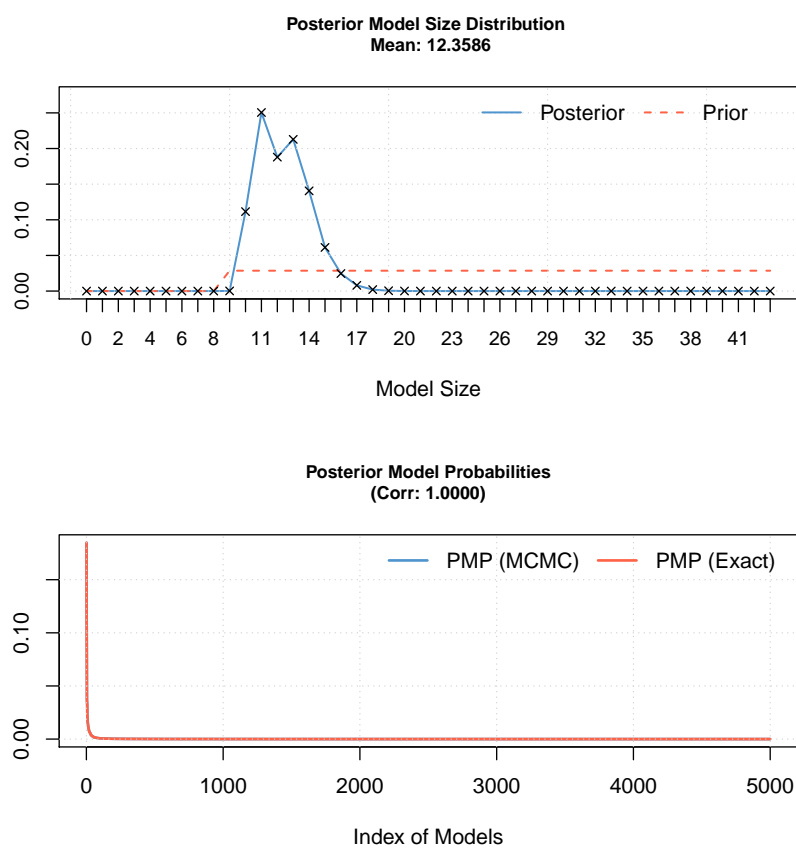 Posterior Model Size Distribution
Mean: 12.3586
Posterior Prior
0.20
0.10
0.00
0 2 4 6 8 11 14 17 20 23 26 29 32 35 38 41
Model Size
Posterior Model Probabilities
(Corr: 1.0000)
PMP (MCMC) PMP (Exact)
0.10
0.00
0 1000 2000 3000 4000 5000
Index of Models